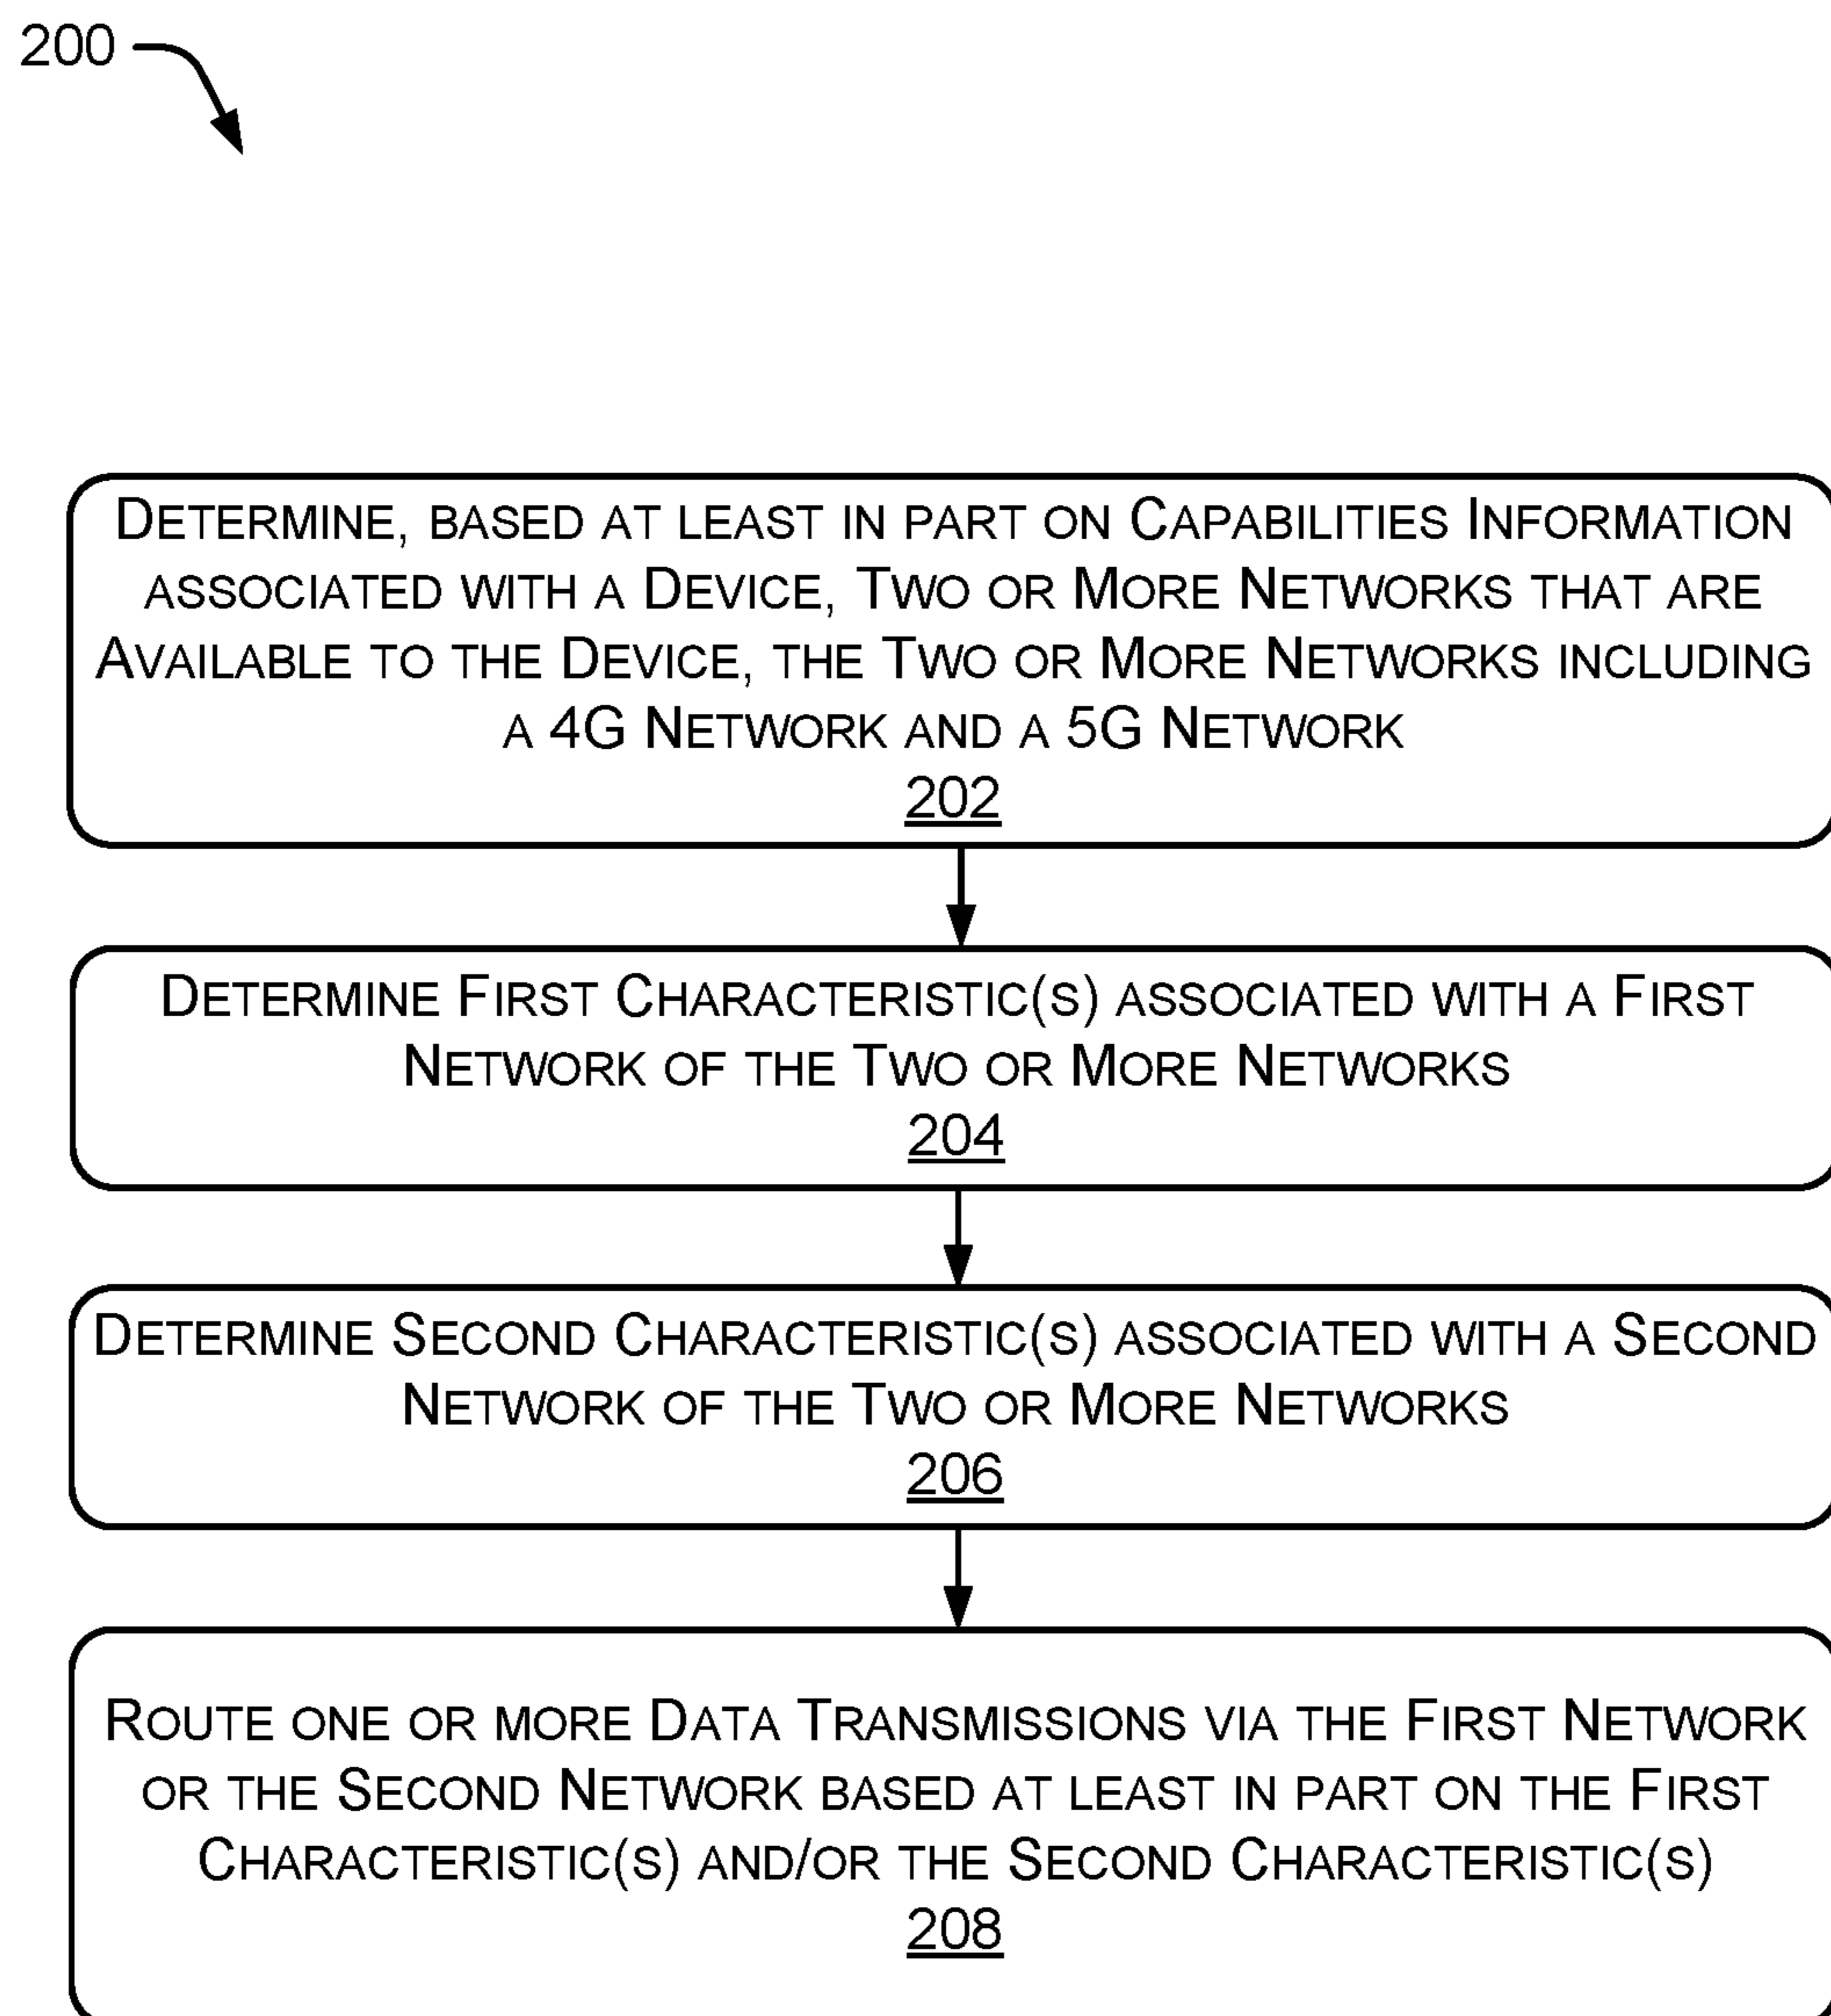 200
DETERMINE, BASED AT LEAST IN PART ON CAPABILITIES INFORMATION
ASSOCIATED WITH A DEVICE, TWO OR MORE NETWORKS THAT ARE
AVAILABLE TO THE DEVICE, THE TWO OR MORE NETWORKS INCLUDING
A 4G NETWORK AND A 5G NETWORK
202
DETERMINE FIRST CHARACTERISTIC(S) ASSOCIATED WITH A FIRST
NETWORK OF THE TWO OR MORE NETWORKS
204
DETERMINE SECOND CHARACTERISTIC(S) ASSOCIATED WITH A SECOND
NETWORK OF THE TWO OR MORE NETWORKS
206
ROUTE ONE OR MORE DATA TRANSMISSIONS VIA THE FIRST NETWORK
OR THE SECOND NETWORK BASED AT LEAST IN PART ON THE FIRST
CHARACTERISTIC(S) AND/OR THE SECOND CHARACTERISTIC(S)
208